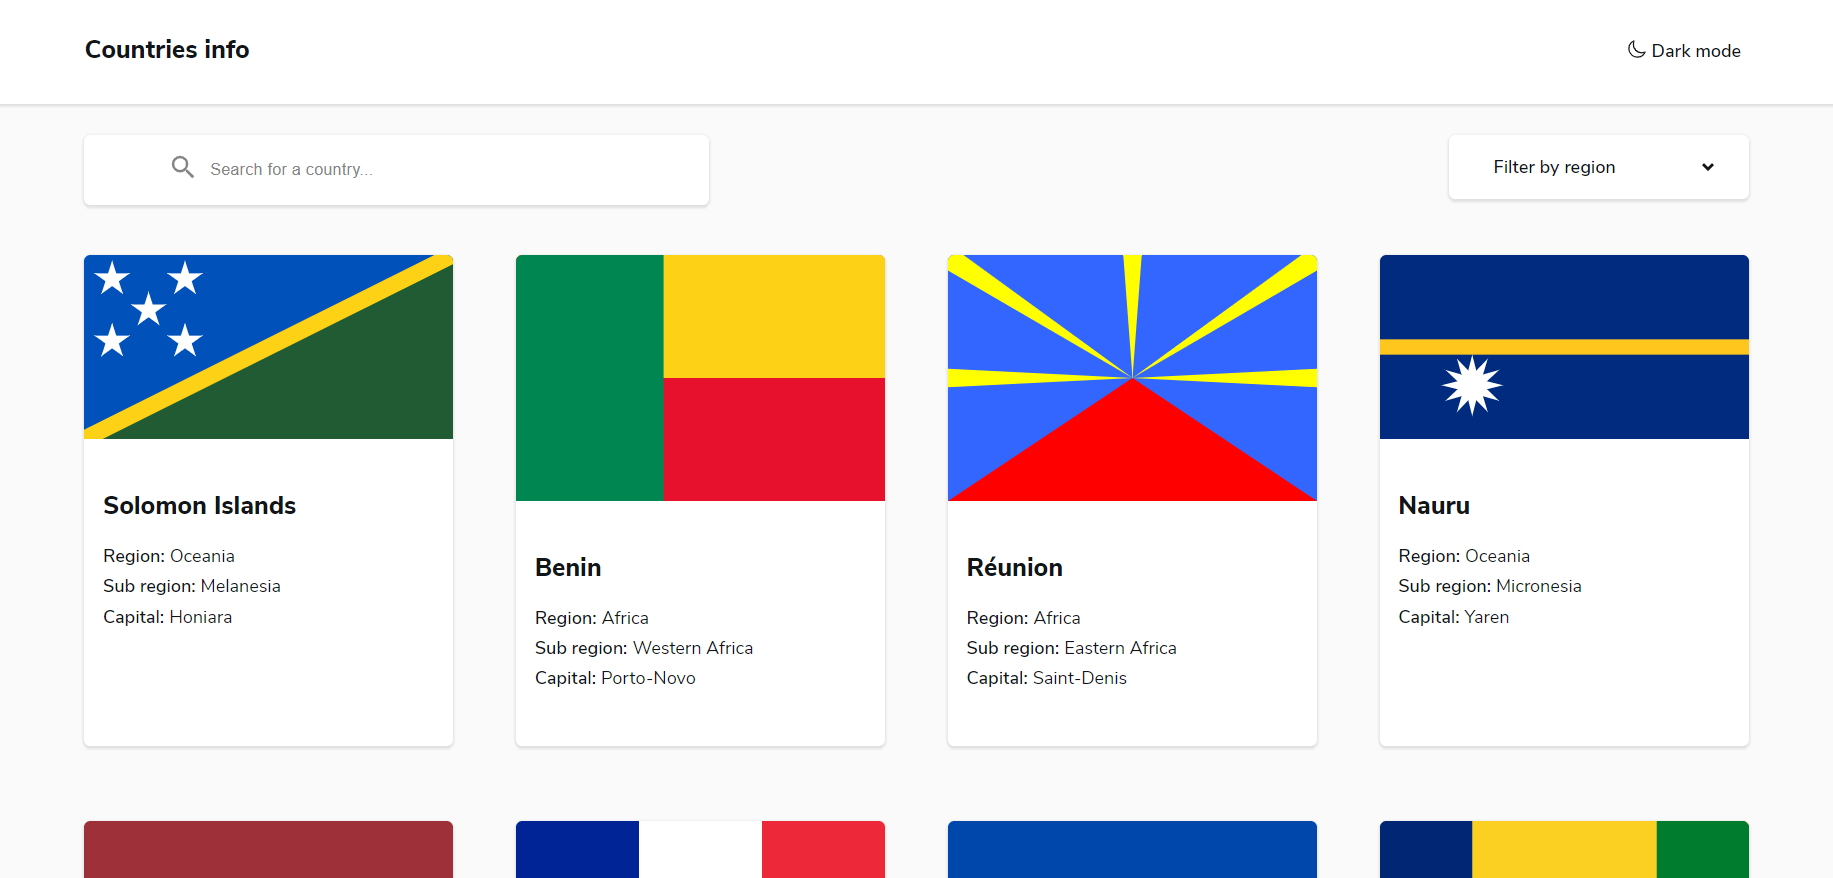 Countries info
Dark mode
Search for a country...
Filter by region
Solomon Islands
Region: Oceania
Sub region: Melanesia
Capital: Honiara
Benin
Region: Africa
Sub region: Western Africa
Capital: Porto-Novo
Réunion
Region: Africa
Sub region: Eastern Africa
Capital: Saint-Denis
Nauru
Region: Oceania
Sub region: Micronesia
Capital: Yaren